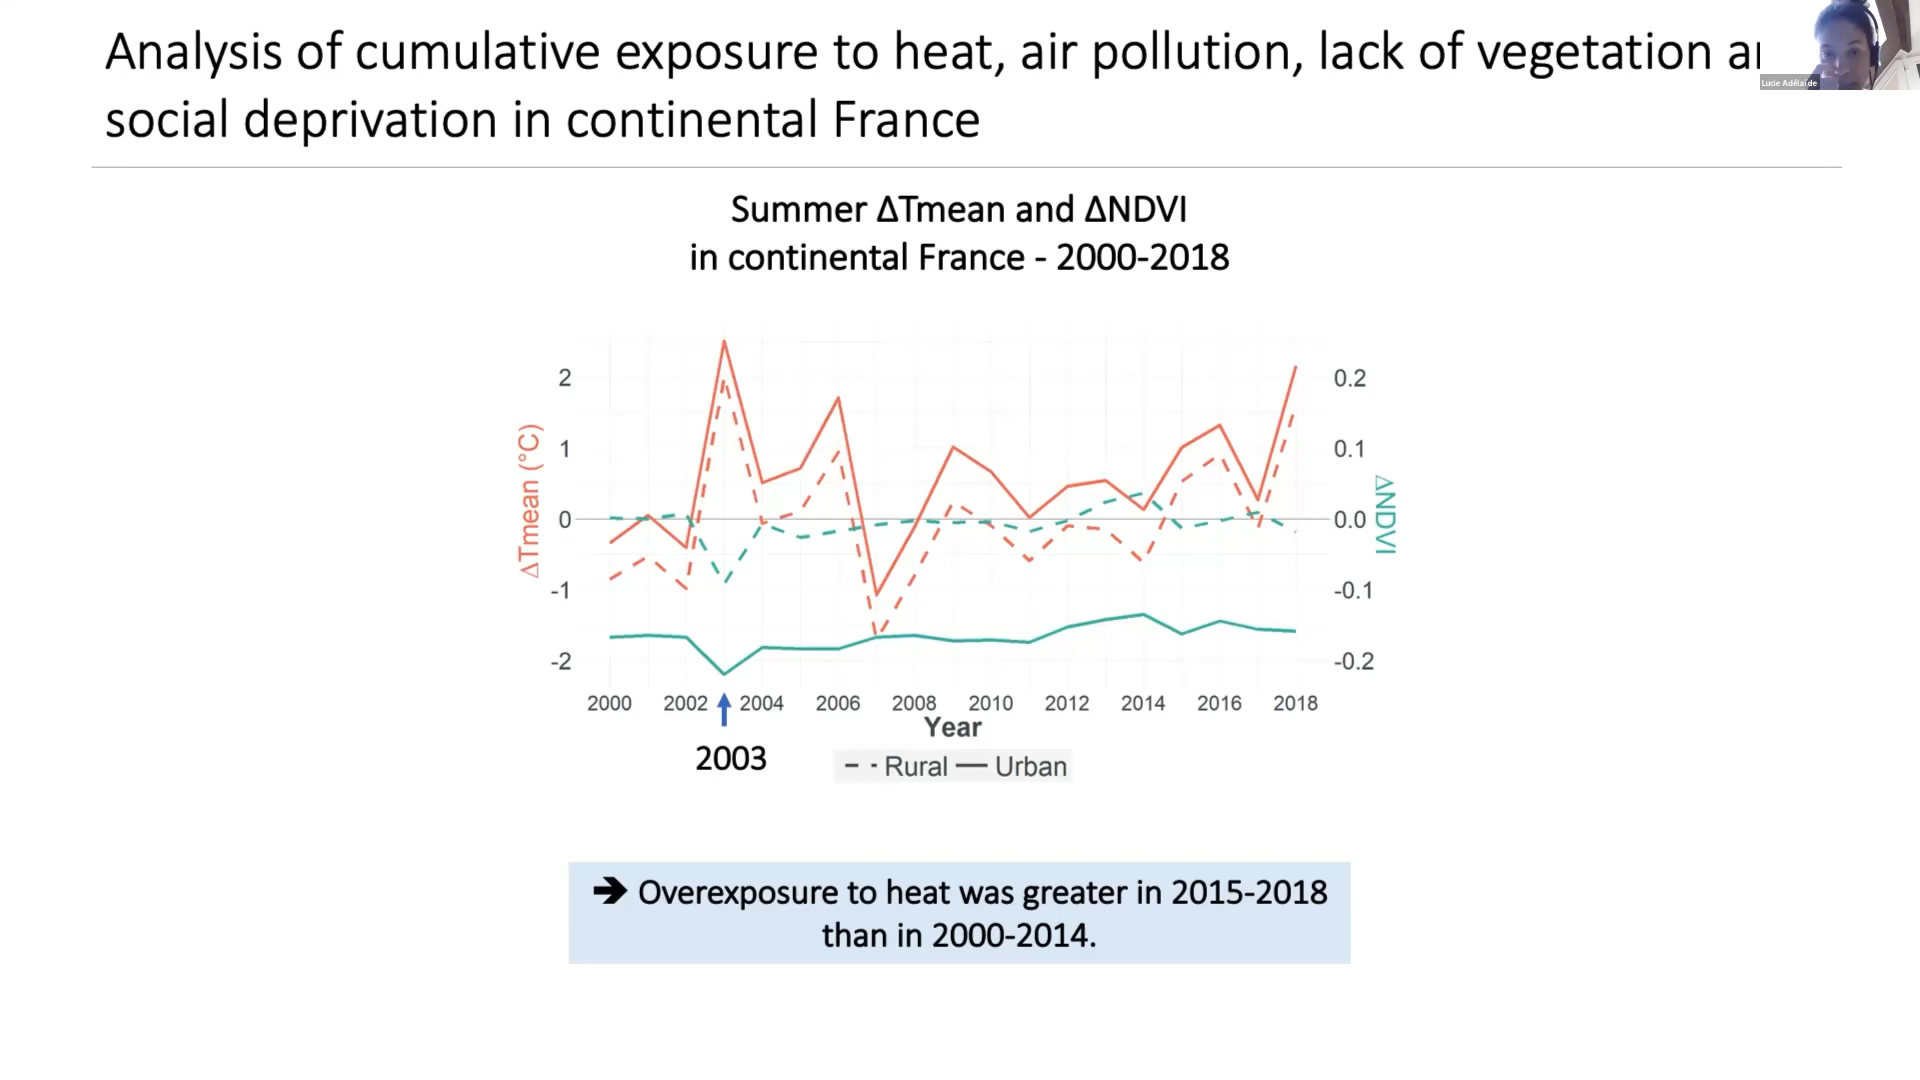 Analysis of cumulative exposure to heat, air pollution, lack of vegetation a
social deprivation in continental France
Lucie Adélaïde
Summer ΔTmean and ΔNDVI
in continental France - 2000-2018
ΔTmean (°C)
2
1
0
-1
-2
0.2
0.1
0.0
-0.1
-0.2
ΔNDVI
2000 2002 2004 2006 2008 2010 2012 2014 2016 2018
Year
2003
Rural Urban
➔ Overexposure to heat was greater in 2015-2018
than in 2000-2014.